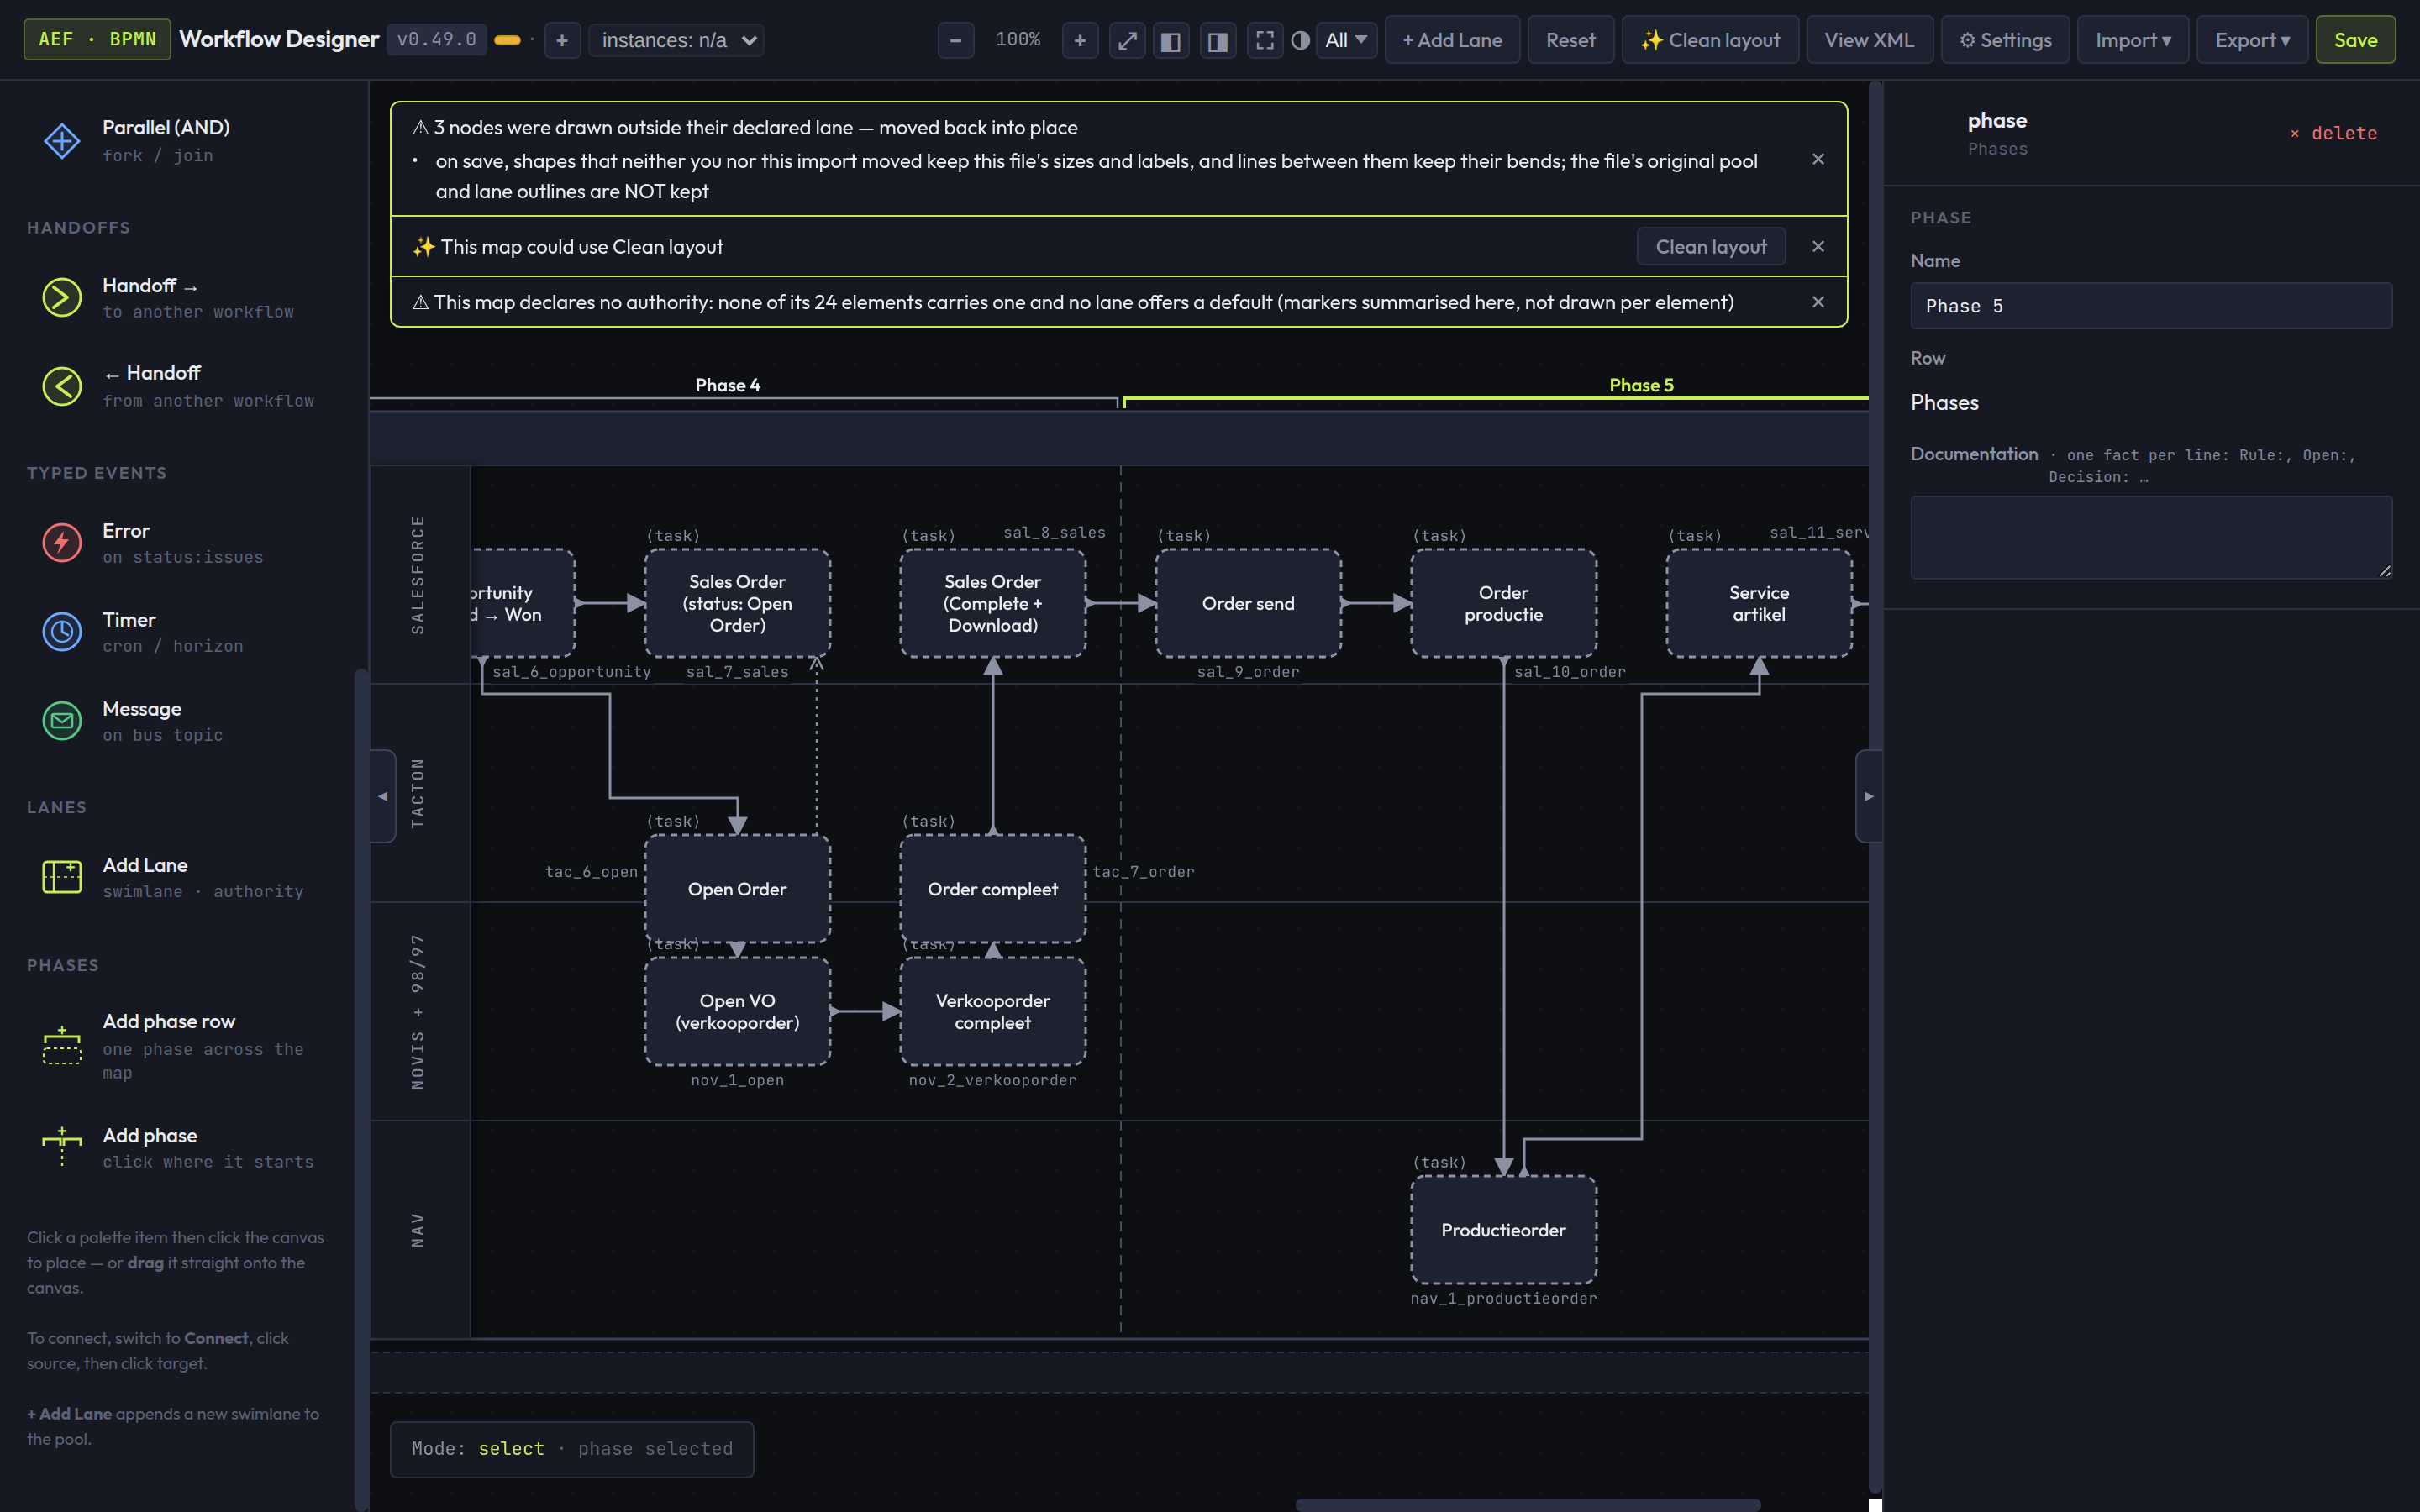 AEF · BPMN
Workflow Designer
v0.49.0
·
+
instances: n/a
−
100%
+
All
+ Add Lane
Reset
✨ Clean layout
View XML
⚙ Settings
Import ▾
Export ▾
Save
Parallel (AND)
fork / join
HANDOFFS
Handoff →
to another workflow
← Handoff
from another workflow
TYPED EVENTS
Error
on status:issues
Timer
cron / horizon
Message
on bus topic
LANES
Add Lane
swimlane · authority
PHASES
Add phase row
one phase across the
map
Add phase
click where it starts
Click a palette item then click the canvas
to place — or drag it straight onto the
canvas.
To connect, switch to Connect, click
source, then click target.
+ Add Lane appends a new swimlane to
the pool.
⚠ 3 nodes were drawn outside their declared lane — moved back into place
• on save, shapes that neither you nor this import moved keep this file's sizes and labels, and lines between them keep their bends; the file's original pool
and lane outlines are NOT kept
✕
✨ This map could use Clean layout
Clean layout
✕
⚠ This map declares no authority: none of its 24 elements carries one and no lane offers a default (markers summarised here, not drawn per element)
✕
Phase 4
Phase 5
SALESFORCE
ortunity
d → Won
sal_6_opportunity
⟨task⟩
Sales Order
(status: Open
Order)
sal_7_sales
⟨task⟩
sal_8_sales
Sales Order
(Complete +
Download)
⟨task⟩
Order send
sal_9_order
⟨task⟩
Order
productie
sal_10_order
⟨task⟩
sal_11_serv
Service
artikel
TACTON
⟨task⟩
tac_6_open
Open Order
⟨task⟩
Order compleet
tac_7_order
NOVIS + 98/97
⟨task⟩
Open VO
(verkooporder)
nov_1_open
⟨task⟩
Verkooporder
compleet
nov_2_verkooporder
NAV
⟨task⟩
Productieorder
nav_1_productieorder
Mode: select · phase selected
phase
Phases
× delete
PHASE
Name
Phase 5
Row
Phases
Documentation · one fact per line: Rule:, Open:,
Decision: …